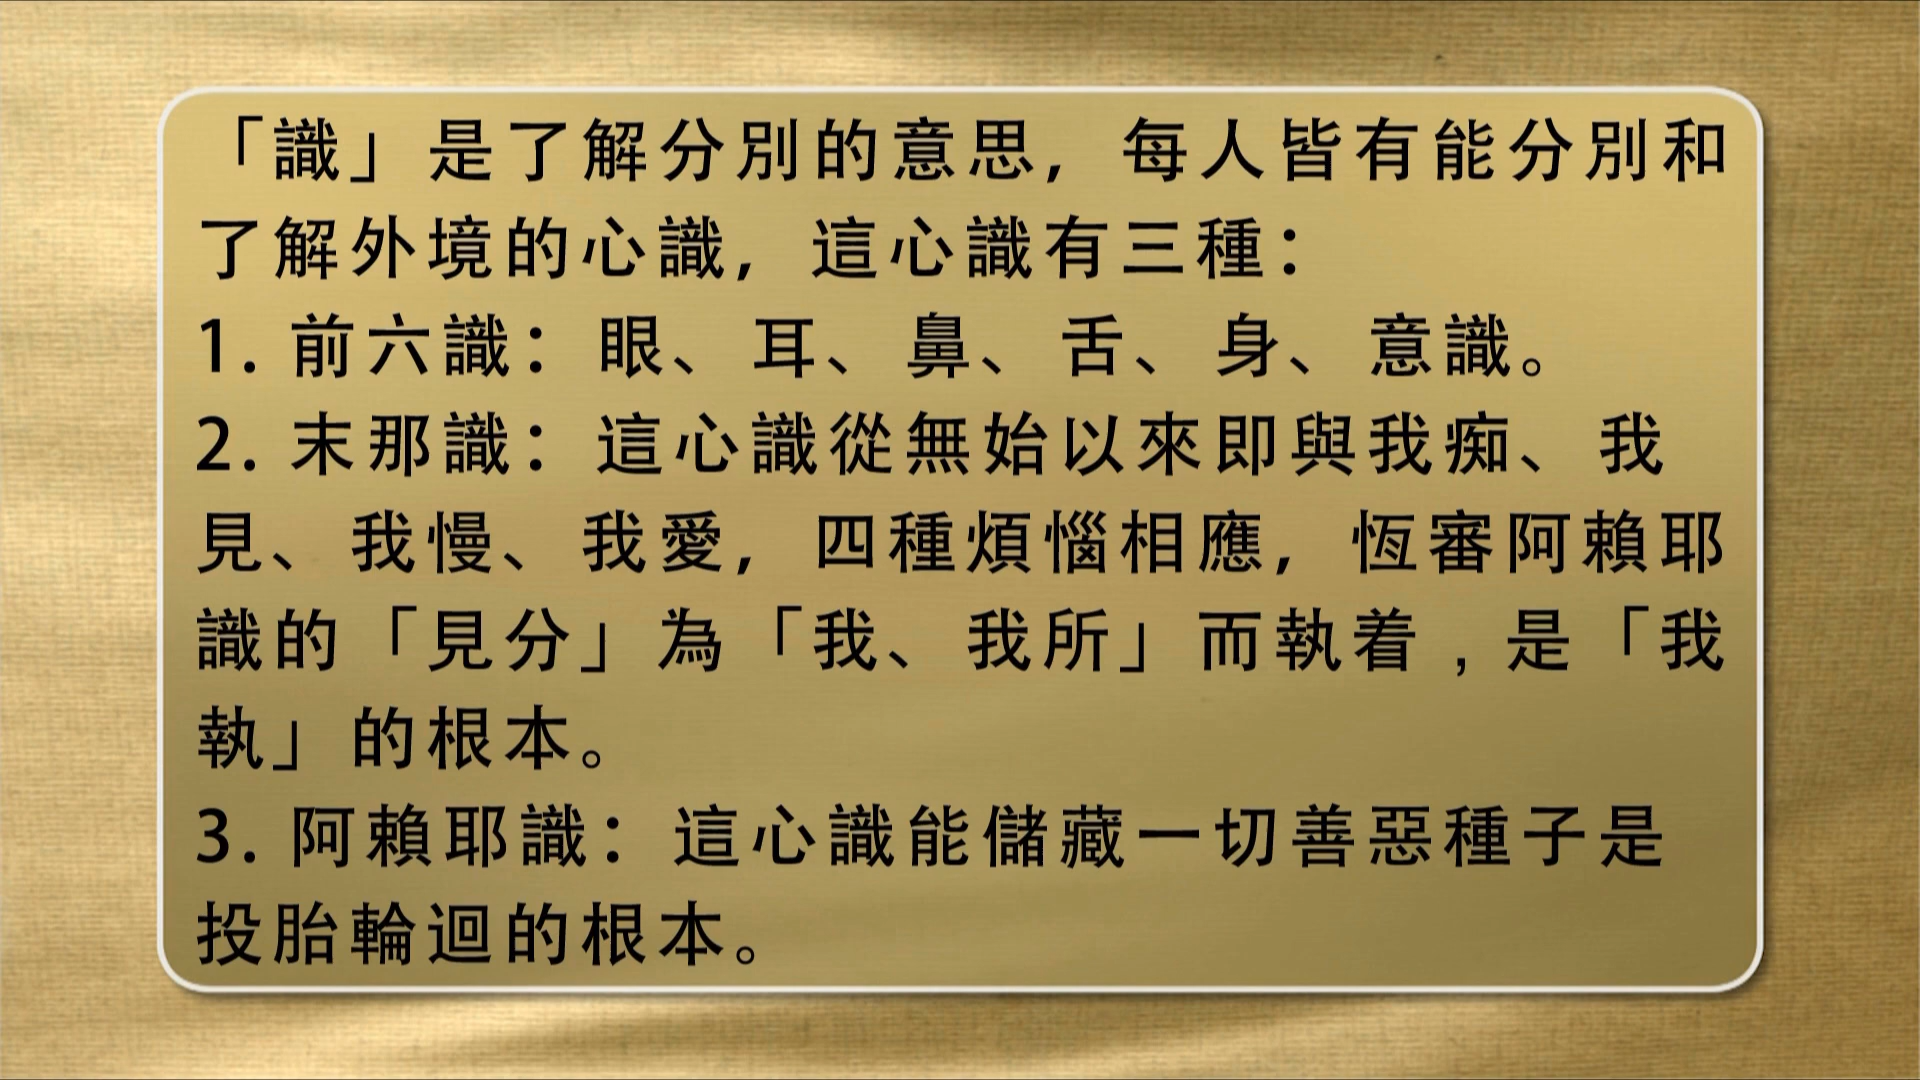 「識」是了解分別的意思，每人皆有能分別和
了解外境的心識，這心識有三種：
1. 前六識：眼、耳、鼻、舌、身、意識。
2. 末那識：這心識從無始以來即與我痴、我
見、我慢、我愛，四種煩惱相應，恆審阿賴耶
識的「見分」為「我、我所」而執着，是「我
執」的根本。
3. 阿賴耶識：這心識能儲藏一切善惡種子是
投胎輪迴的根本。